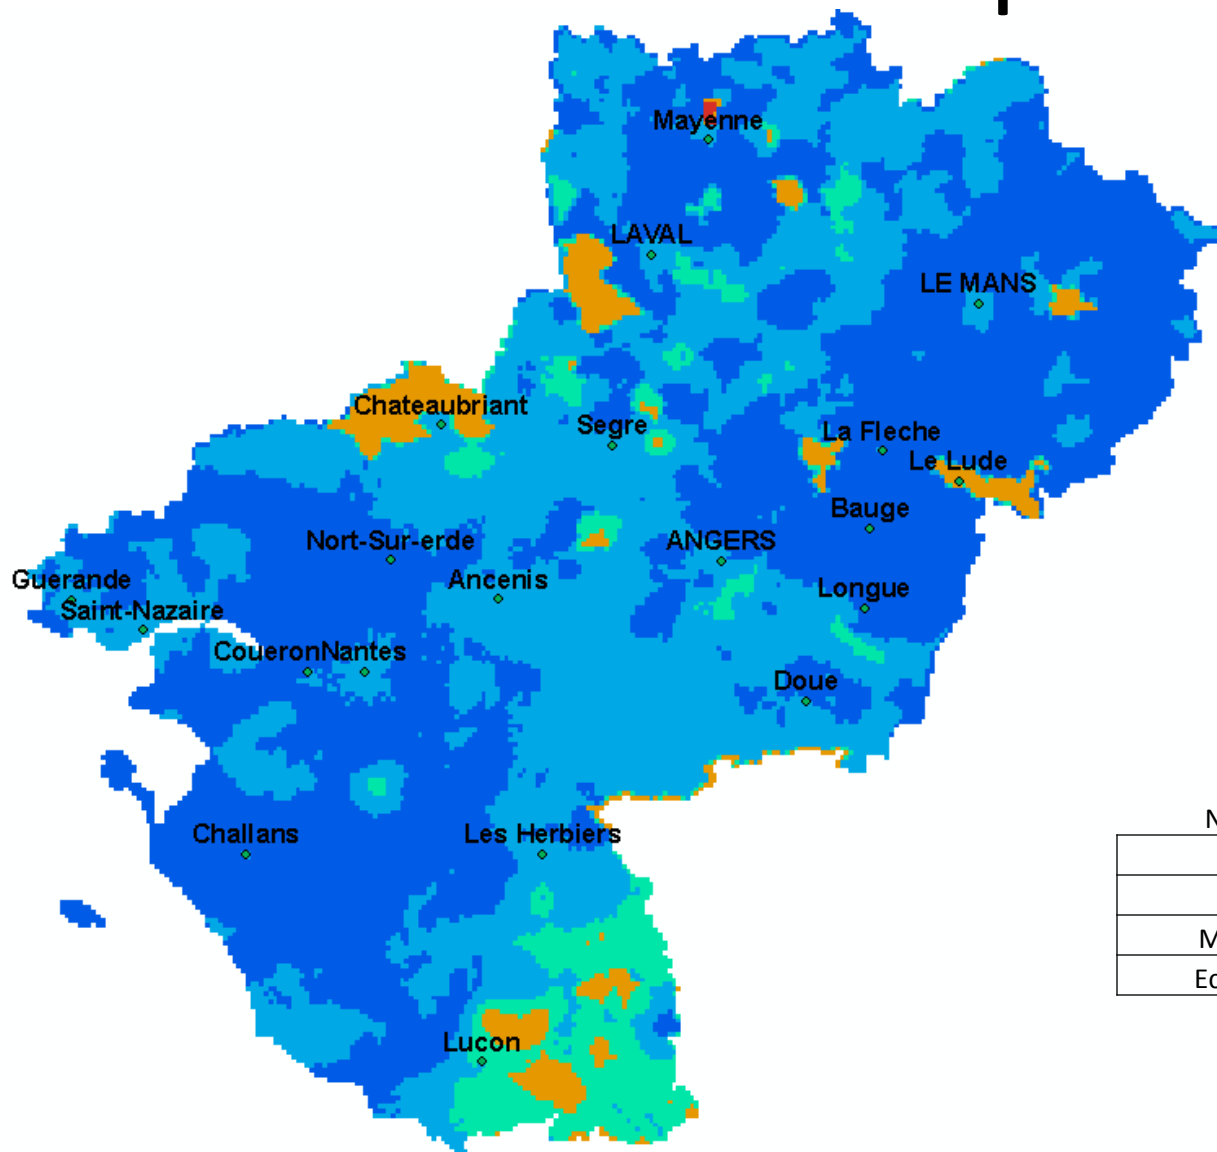 Mayenne
LAVAL
LE MANS
Chateaubriant
Segre
La Fleche
Le Lude
Bauge
Nort-Sur-erde
ANGERS
Guerande
Ancenis
Longue
Saint-Nazaire
CoueronNantes
Doue
Challans
Les Herbiers
Lucon
N
M
Ec